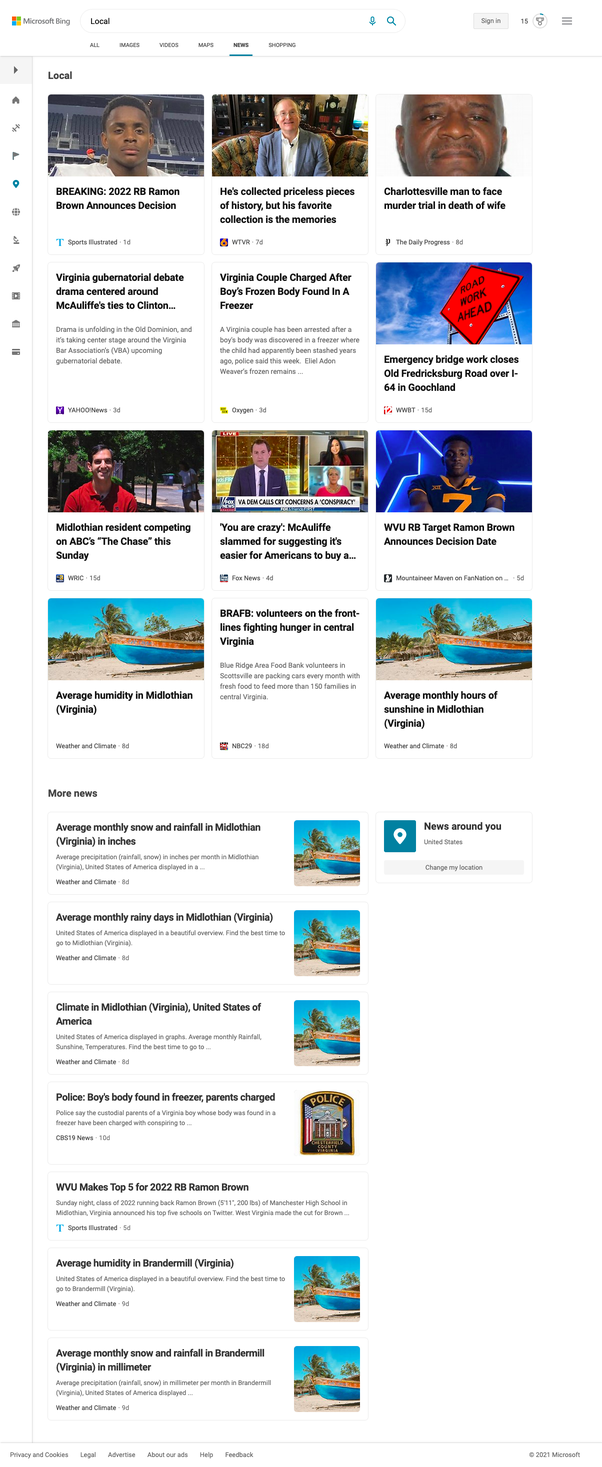 Microsoft Bing
Local
Sign in
15
ALL
IMAGES
VIDEOS
MAPS
NEWS
SHOPPING
Local
BREAKING: 2022 RB Ramon
Brown Announces Decision
Sports Illustrated · 1d
He's collected priceless pieces
of history, but his favorite
collection is the memories
WTVR · 7d
Charlottesville man to face
murder trial in death of wife
The Daily Progress · 8d
Virginia gubernatorial debate
drama centered around
McAuliffe's ties to Clinton...
Drama is unfolding in the Old Dominion, and
it's taking center stage around the Virginia
Bar Association's (VBA) upcoming
gubernatorial debate.
YAHOO!News · 3d
Virginia Couple Charged After
Boy's Frozen Body Found In A
Freezer
A Virginia couple has been arrested after a
boy's body was discovered in a freezer where
the child had apparently been stashed years
ago, police said this week. Eliel Adon
Weaver's frozen remains ...
Oxygen · 3d
ROAD
WORK
AHEAD
Emergency bridge work closes
Old Fredricksburg Road over I-
64 in Goochland
WWBT · 15d
Midlothian resident competing
on ABC's “The Chase” this
Sunday
WRIC · 15d
LIVE
VA DEM CALLS CRT CONCERNS A 'CONSPIRACY'
'You are crazy': McAuliffe
slammed for suggesting it's
easier for Americans to buy a...
Fox News · 4d
7
WVU RB Target Ramon Brown
Announces Decision Date
Mountaineer Maven on FanNation on ... · 5d
Average humidity in Midlothian
(Virginia)
Weather and Climate · 8d
BRAFB: volunteers on the front-
lines fighting hunger in central
Virginia
Blue Ridge Area Food Bank volunteers in
Scottsville are packing cars every month with
fresh food to feed more than 150 families in
central Virginia.
NBC29 · 18d
Average monthly hours of
sunshine in Midlothian
(Virginia)
Weather and Climate · 8d
More news
Average monthly snow and rainfall in Midlothian
(Virginia) in inches
Average precipitation (rainfall, snow) in inches per month in Midlothian
(Virginia), United States of America displayed in a ...
Weather and Climate · 8d
News around you
United States
Change my location
Average monthly rainy days in Midlothian (Virginia)
United States of America displayed in a beautiful overview. Find the best time to
go to Midlothian (Virginia).
Weather and Climate · 8d
Climate in Midlothian (Virginia), United States of
America
United States of America displayed in graphs. Average monthly Rainfall,
Sunshine, Temperatures. Find the best time to go to ...
Weather and Climate · 8d
Police: Boy's body found in freezer, parents charged
Police say the custodial parents of a Virginia boy whose body was found in a
freezer have been charged with conspiring to ...
CBS19 News · 10d
POLICE
CHESTERFIELD
COUNTY
VIRGINIA
WVU Makes Top 5 for 2022 RB Ramon Brown
Sunday night, class of 2022 running back Ramon Brown (5'11", 200 lbs) of Manchester High School in
Midlothian, Virginia announced his top five schools on Twitter. West Virginia made the cut for Brown ...
Sports Illustrated · 5d
Average humidity in Brandermill (Virginia)
United States of America displayed in a beautiful overview. Find the best time to
go to Brandermill (Virginia).
Weather and Climate · 9d
Average monthly snow and rainfall in Brandermill
(Virginia) in millimeter
Average precipitation (rainfall, snow) in millimeter per month in Brandermill
(Virginia), United States of America displayed ...
Weather and Climate · 9d
Privacy and Cookies
Legal
Advertise
About our ads
Help
Feedback
© 2021 Microsoft